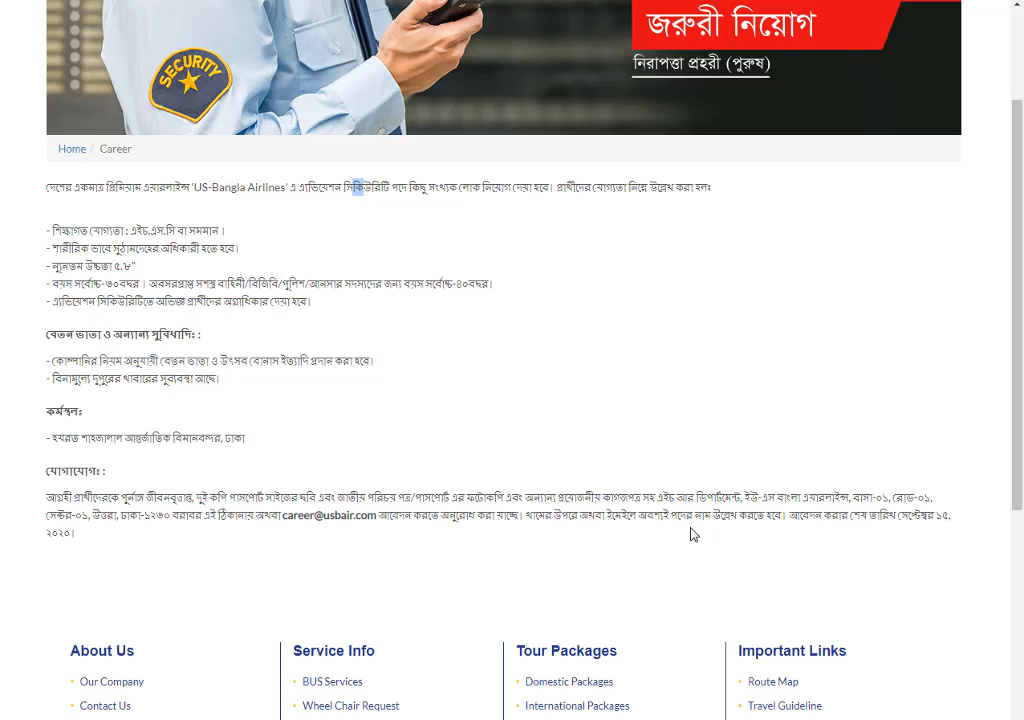 জরুরী নিয়োগ
নিরাপত্তা প্রহরী (পুরুষ)
SECURITY
Home / Career
দেশের একমাত্র প্রিমিয়াম এয়ারলাইন্স 'US-Bangla Airlines' এ এ্যাভিয়েশন সিকিউরিটি পদে কিছু সংখ্যক লোক নিয়োগ দেয়া হবে। প্রার্থীদের যোগ্যতা নিম্নে উল্লেখ করা হলঃ
- শিক্ষাগত যোগ্যতা : এইচ.এস.সি বা সমমান।
- শারীরিক ভাবে সুঠামদেহের অধিকারী হতে হবে।
- ন্যূনতম উচ্চতা ৫.৮"
- বয়স সর্বোচ্চ-৩০বছর। অবসরপ্রাপ্ত সশস্ত্র বাহিনী/বিজিবি/পুলিশ/আনসার সদস্যদের জন্য বয়স সর্বোচ্চ-৪০বছর।
- এ্যভিয়েশন সিকিউরিটিতে অভিজ্ঞ প্রার্থীদের অগ্রাধিকার দেয়া হবে।
বেতন ভাতা ও অন্যান্য সুবিধাদিঃ :
- কোম্পানির নিয়ম অনুযায়ী বেতন ভাতা ও উৎসব বোনাস ইত্যাদি প্রদান করা হবে।
- বিনামূল্যে দুপুরের খাবারের সুব্যবস্থা আছে।
কর্মস্থলঃ
- হযরত শাহজালাল আন্তর্জাতিক বিমানবন্দর, ঢাকা
যোগাযোগঃ :
আগ্রহী প্রার্থীদেরকে পূর্নাঙ্গ জীবনবৃত্তান্ত, দুই কপি পাসপোর্ট সাইজের ছবি এবং জাতীয় পরিচয় পত্র/পাসপোর্ট এর ফটোকপি এবং অন্যান্য প্রয়োজনীয় কাগজপত্র সহ এইচ আর ডিপার্টমেন্ট, ইউ-এস বাংলা এয়ারলাইন্স, বাসা-০১, রোড-০১,
সেক্টর-০১, উত্তরা, ঢাকা-১২৩০ বরাবর এই ঠিকানায় অথবা career@usbair.com আবেদন করতে অনুরোধ করা যাচ্ছে। খামের উপরে অথবা ইমেইলে অবশ্যই পদের নাম উল্লেখ করতে হবে। আবেদন করার শেষ তারিখ সেপ্টেম্বর ১৫,
২০২০।
About Us
Service Info
Tour Packages
Important Links
Our Company
BUS Services
Domestic Packages
Route Map
Contact Us
Wheel Chair Request
International Packages
Travel Guideline